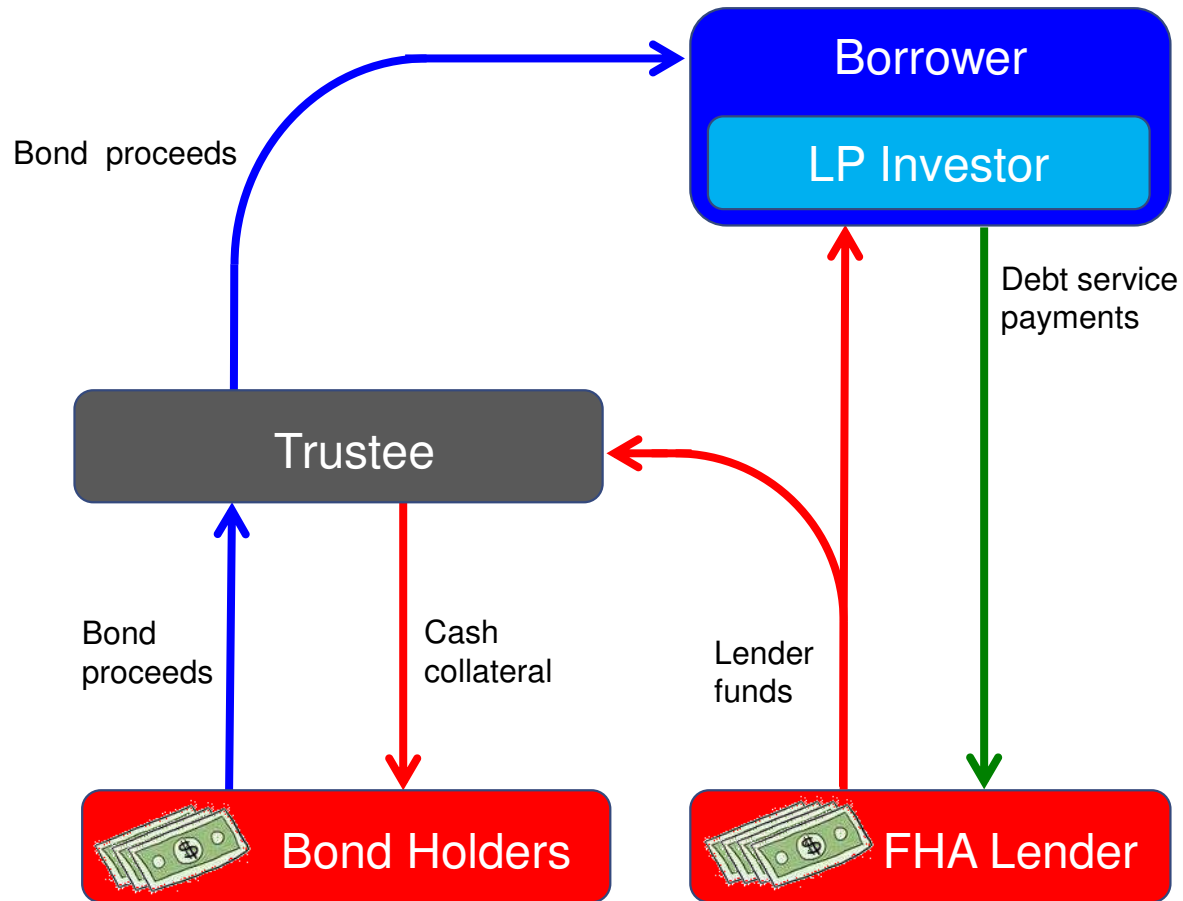 Borrower
LP Investor
Bond proceeds
Debt service
payments
Trustee
Bond
proceeds
Cash
collateral
Lender
funds
$ Bond Holders
$ FHA Lender